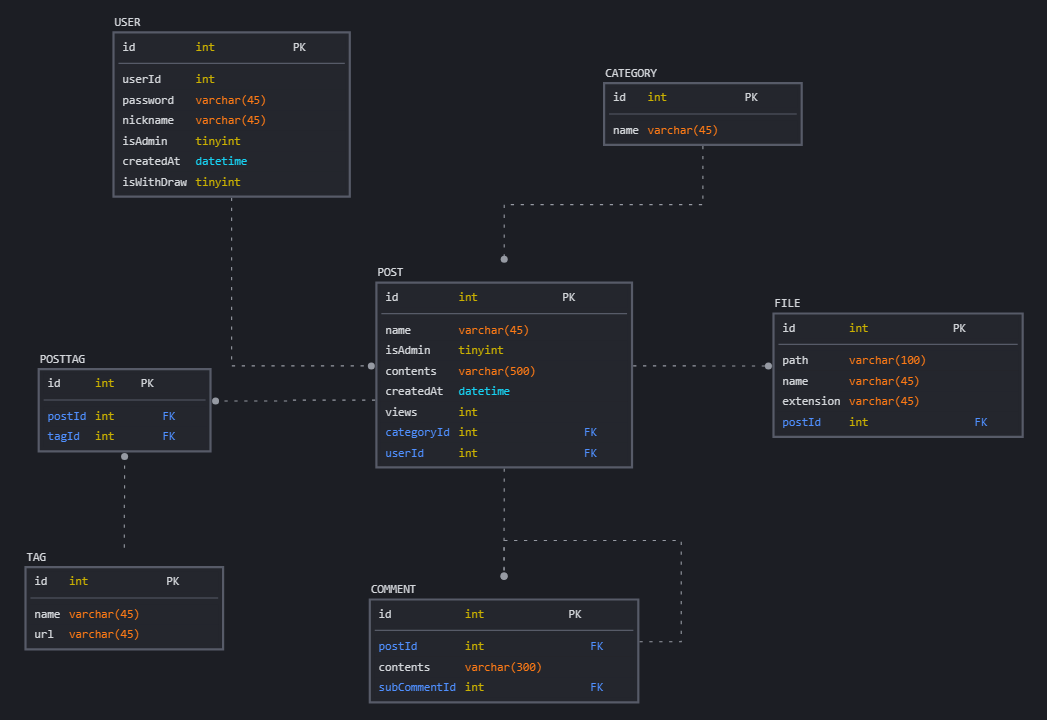 USER
id int PK
userId int
password varchar(45)
nickname varchar(45)
isAdmin tinyint
createdAt datetime
isWithDraw tinyint
CATEGORY
id int PK
name varchar(45)
POST
id int PK
name varchar(45)
isAdmin tinyint
contents varchar(500)
createdAt datetime
views int
categoryId int FK
userId int FK
FILE
id int PK
path varchar(100)
name varchar(45)
extension varchar(45)
postId int FK
POSTTAG
id int PK
postId int FK
tagId int FK
TAG
id int PK
name varchar(45)
url varchar(45)
COMMENT
id int PK
postId int FK
contents varchar(300)
subCommentId int FK